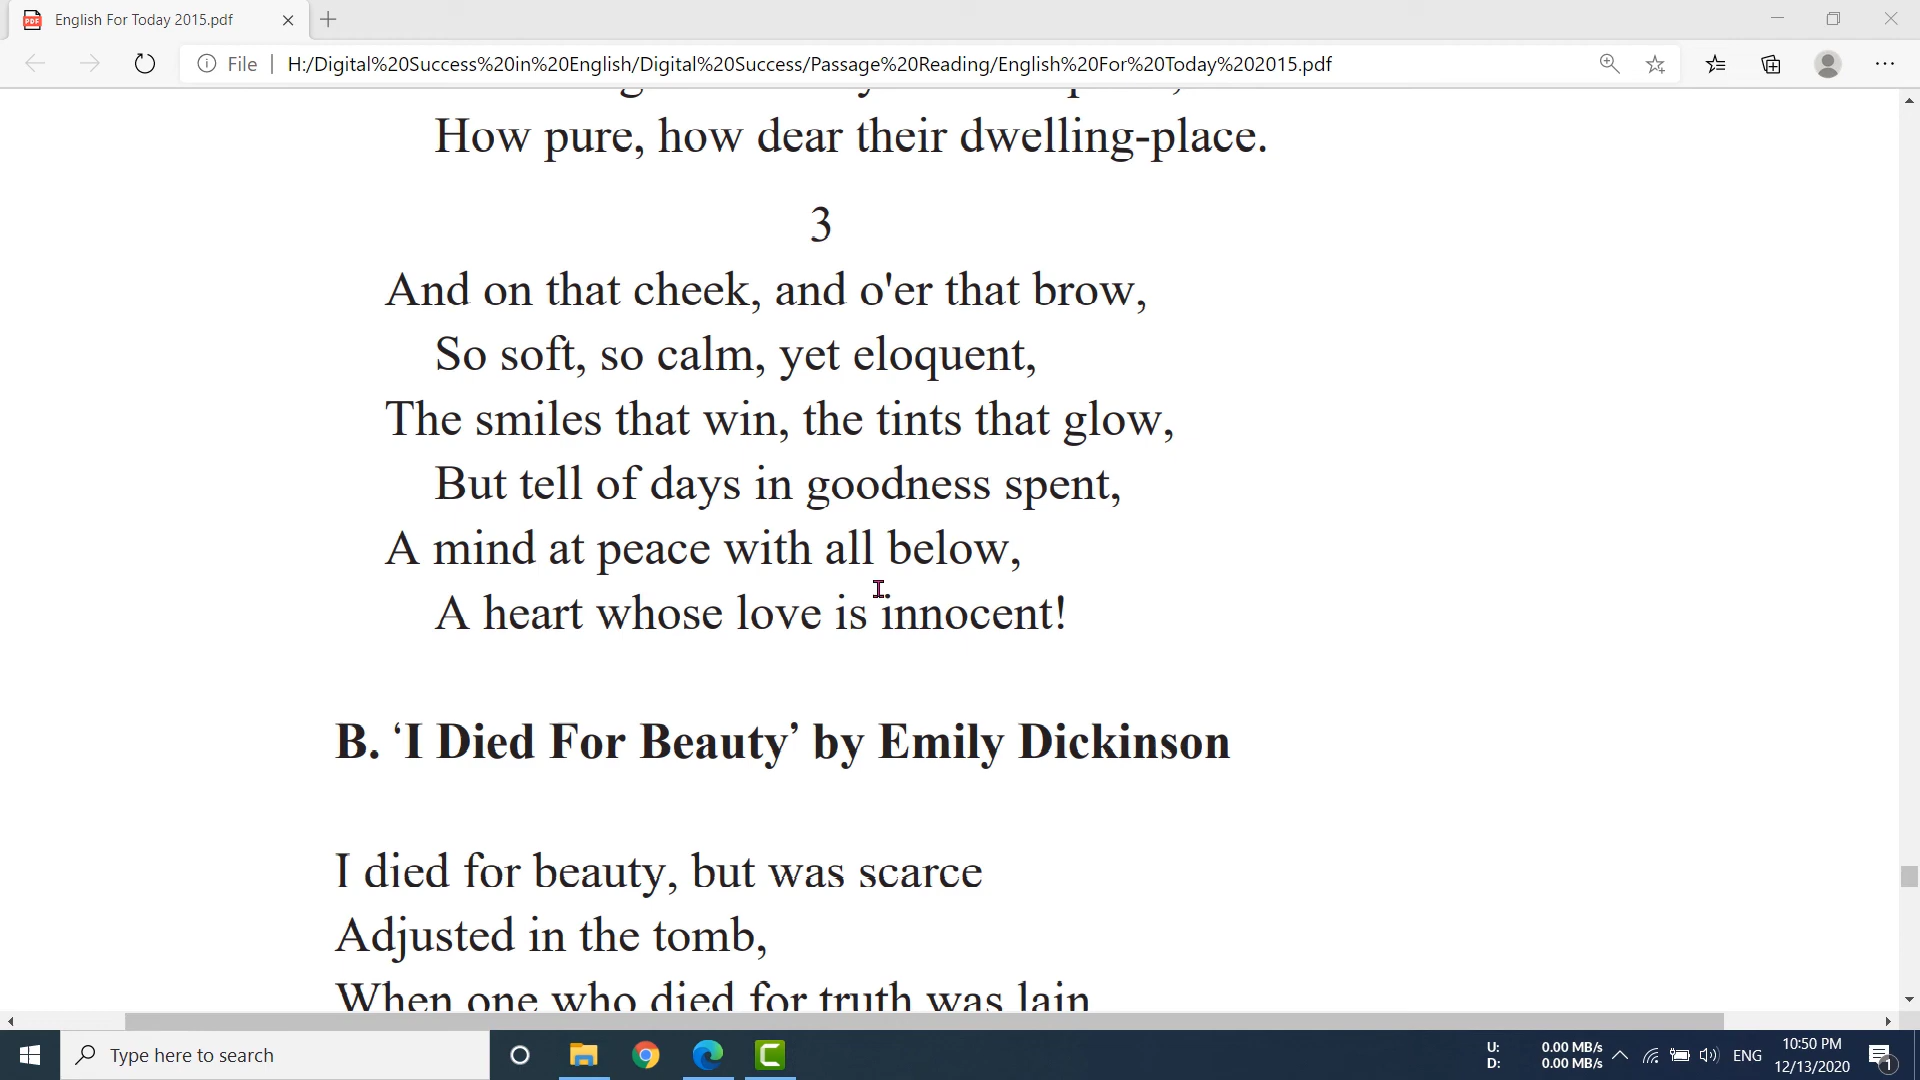 English For Today 2015.pdf
File
H:/Digital%20Success%20in%20English/Digital%20Success/Passage%20Reading/English%20For%20Today%202015.pdf
How pure, how dear their dwelling-place.
3
And on that cheek, and o'er that brow,
So soft, so calm, yet eloquent,
The smiles that win, the tints that glow,
But tell of days in goodness spent,
A mind at peace with all below,
A heart whose love is innocent!
B. ‘I Died For Beauty’ by Emily Dickinson
I died for beauty, but was scarce
Adjusted in the tomb,
When one who died for truth was lain
Type here to search
U: 0.00 MB/s
D: 0.00 MB/s
ENG
10:50 PM
12/13/2020
1